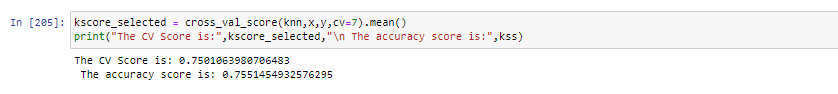 In [205]: kscore_selected = cross_val_score(knn,x,y,cv=7).mean()
print("The CV Score is:",kscore_selected,"\n The accuracy score is:",kss)
The CV Score is: 0.7501063980706483
 The accuracy score is: 0.7551454932576295